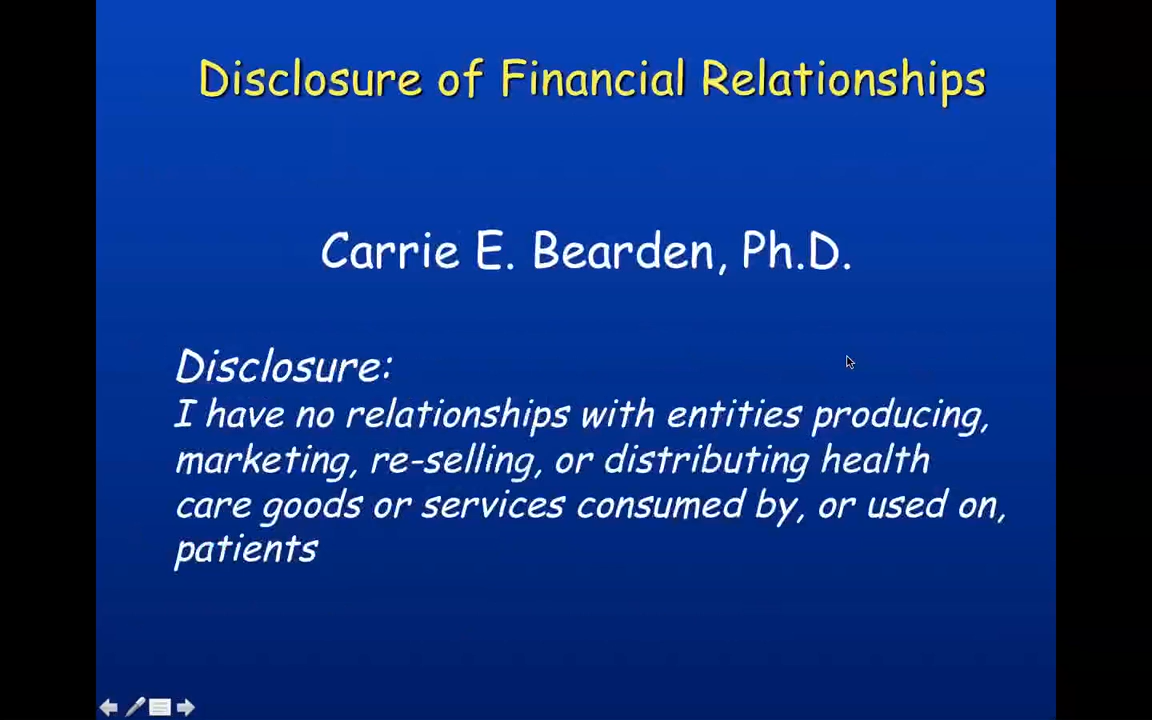 Disclosure of Financial Relationships
Carrie E. Bearden, Ph.D.
Disclosure:
I have no relationships with entities producing,
marketing, re-selling, or distributing health
care goods or services consumed by, or used on,
patients